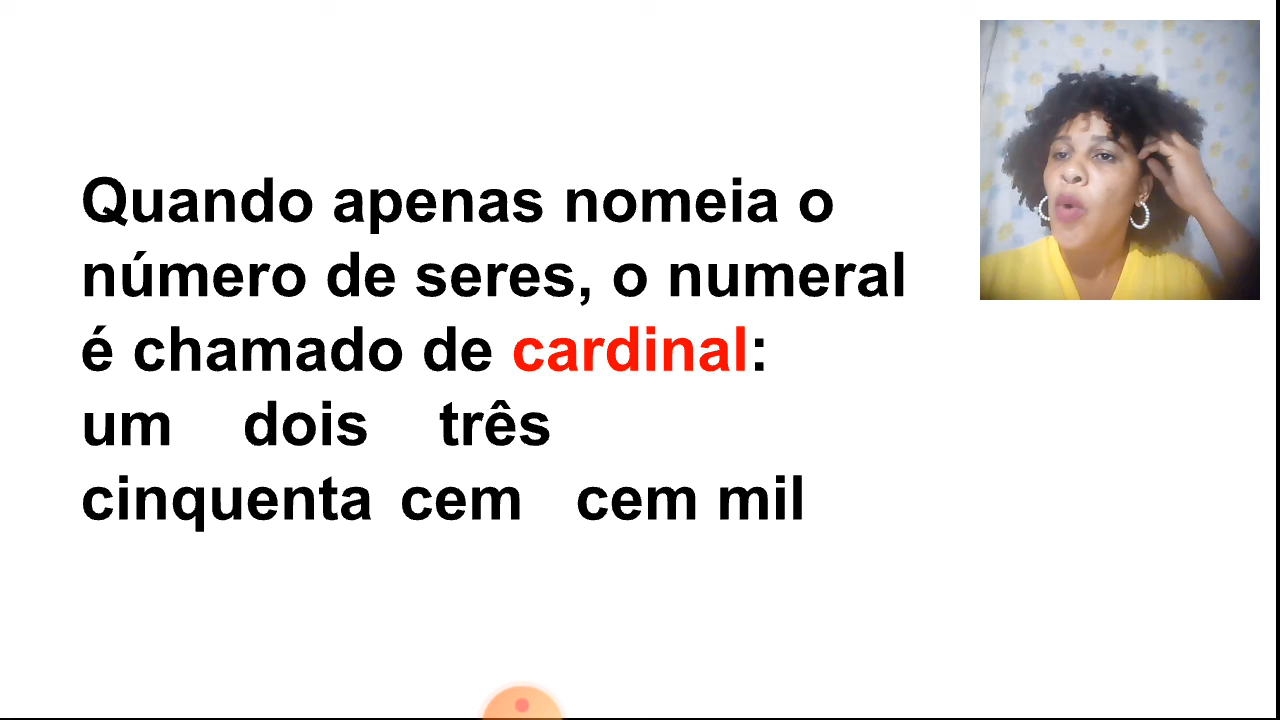 Quando apenas nomeia o
número de seres, o numeral
é chamado de cardinal:
um dois três
cinquenta cem cem mil